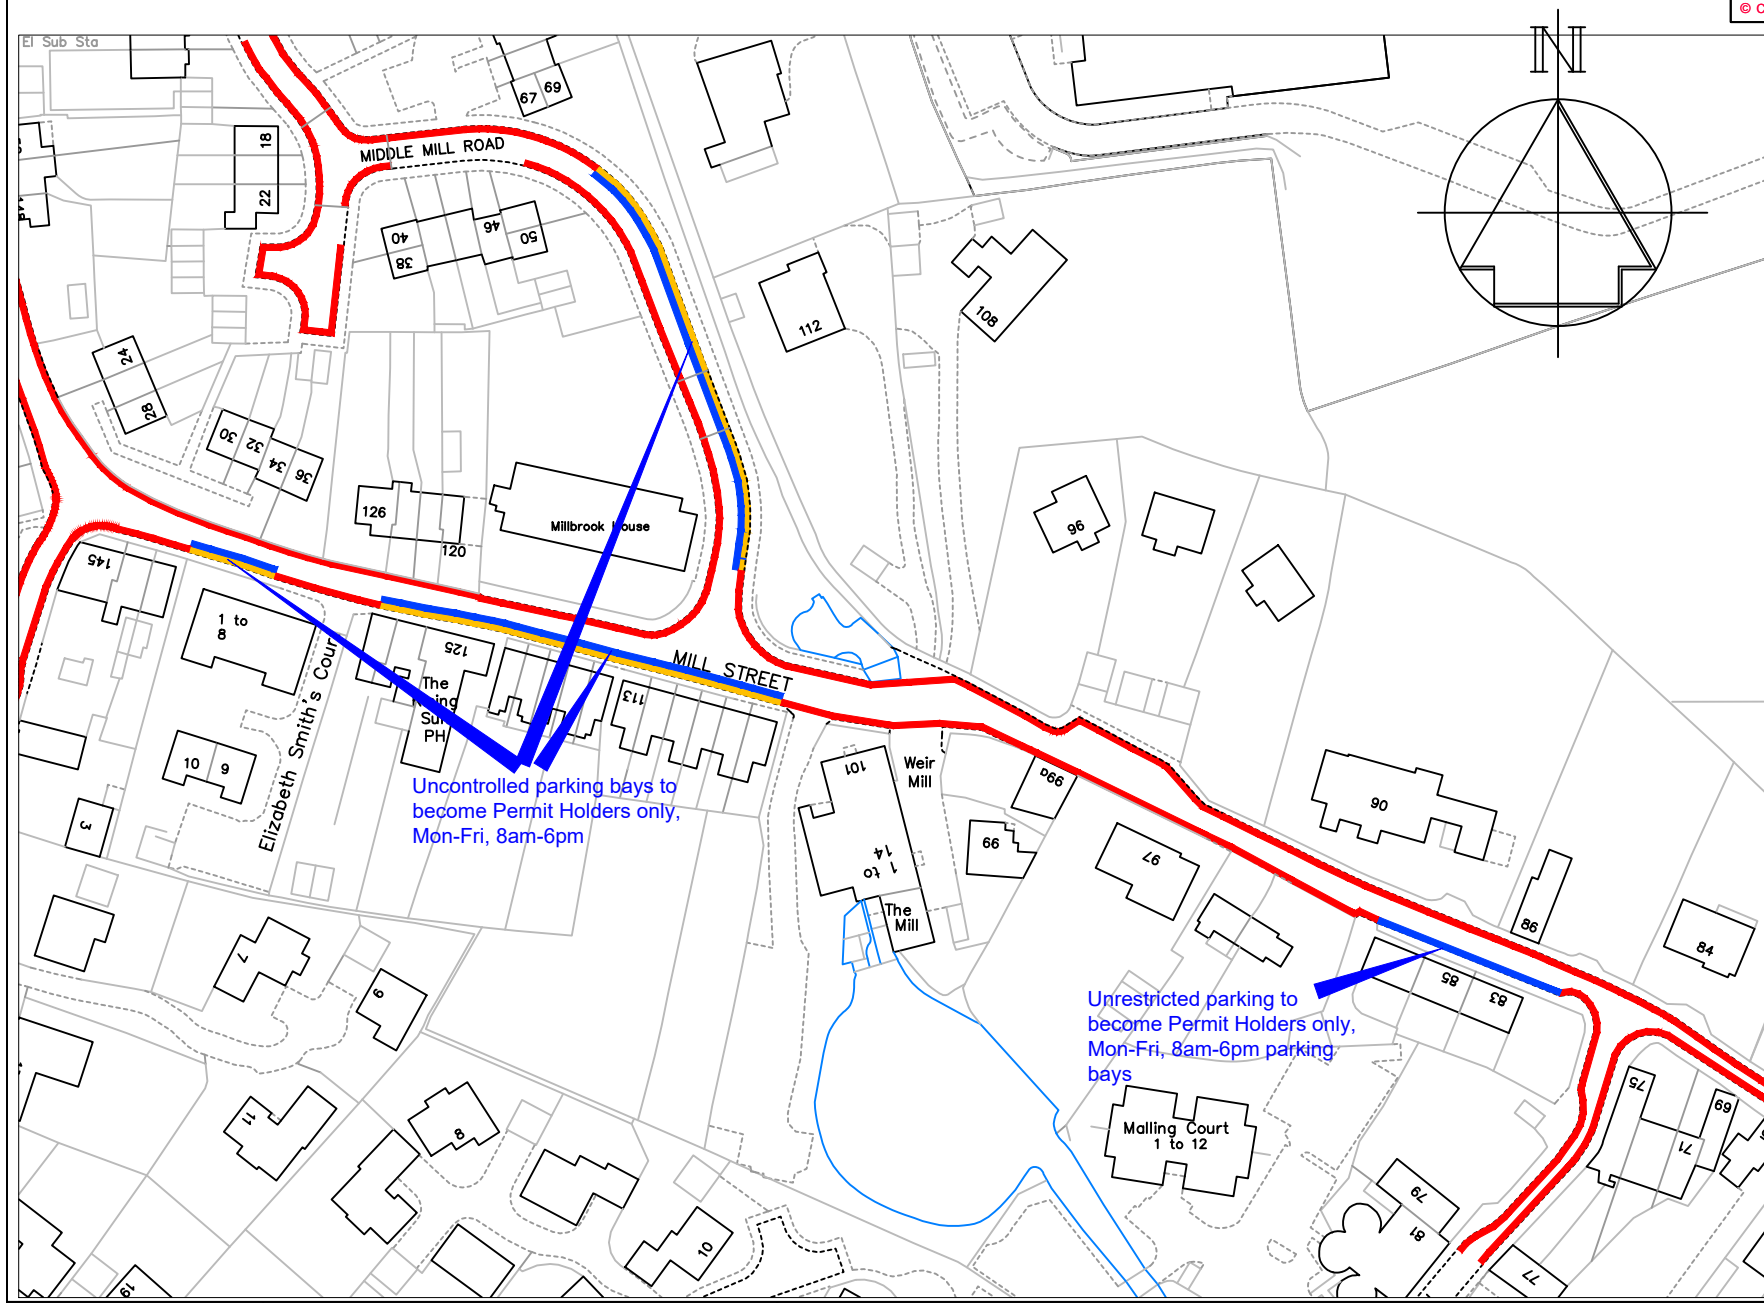 © C
El Sub Sta
N
67
69
MIDDLE MILL ROAD
18
22
40
38
46
50
112
108
24
28
30
32
34
36
126
120
Millbrook House
96
145
1 to
8
125
The
Rising
Sun
PH
113
MILL STREET
Elizabeth Smith's Court
10
9
3
Uncontrolled parking bays to
become Permit Holders only,
Mon-Fri, 8am-6pm
101
Weir
Mill
99a
99
1 to
14
The
Mill
97
90
86
84
85
83
Unrestricted parking to
become Permit Holders only,
Mon-Fri, 8am-6pm parking
bays
7
9
11
8
10
19
Malling Court
1 to 12
75
69
71
79
81
77